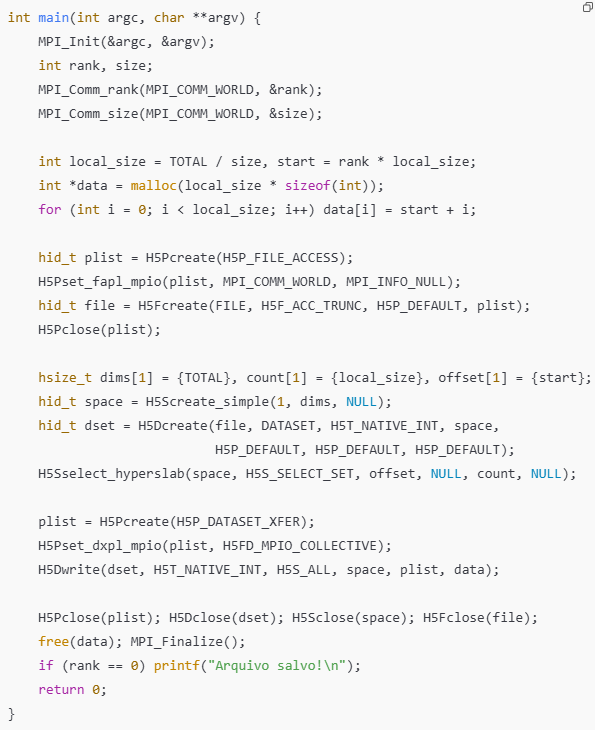 int main(int argc, char **argv) {
    MPI_Init(&argc, &argv);
    int rank, size;
    MPI_Comm_rank(MPI_COMM_WORLD, &rank);
    MPI_Comm_size(MPI_COMM_WORLD, &size);

    int local_size = TOTAL / size, start = rank * local_size;
    int *data = malloc(local_size * sizeof(int));
    for (int i = 0; i < local_size; i++) data[i] = start + i;

    hid_t plist = H5Pcreate(H5P_FILE_ACCESS);
    H5Pset_fapl_mpio(plist, MPI_COMM_WORLD, MPI_INFO_NULL);
    hid_t file = H5Fcreate(FILE, H5F_ACC_TRUNC, H5P_DEFAULT, plist);
    H5Pclose(plist);

    hsize_t dims[1] = {TOTAL}, count[1] = {local_size}, offset[1] = {start};
    hid_t space = H5Screate_simple(1, dims, NULL);
    hid_t dset = H5Dcreate(file, DATASET, H5T_NATIVE_INT, space,
                           H5P_DEFAULT, H5P_DEFAULT, H5P_DEFAULT);
    H5Sselect_hyperslab(space, H5S_SELECT_SET, offset, NULL, count, NULL);

    plist = H5Pcreate(H5P_DATASET_XFER);
    H5Pset_dxpl_mpio(plist, H5FD_MPIO_COLLECTIVE);
    H5Dwrite(dset, H5T_NATIVE_INT, H5S_ALL, space, plist, data);

    H5Pclose(plist); H5Dclose(dset); H5Sclose(space); H5Fclose(file);
    free(data); MPI_Finalize();
    if (rank == 0) printf("Arquivo salvo!\n");
    return 0;
}